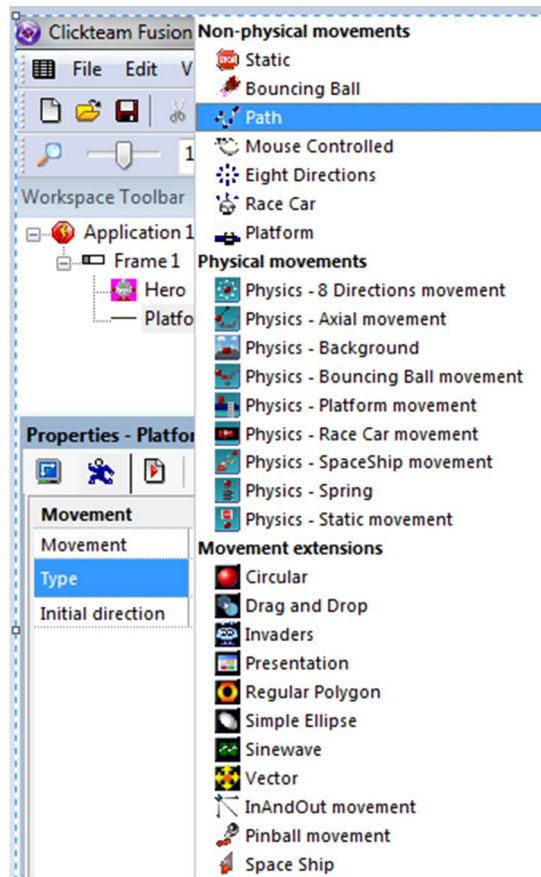 Clickteam Fusion
File Edit V
1
Workspace Toolbar
Application 1
Frame 1
Hero
Platfo
Properties - Platfor
Movement
Movement
Type
Initial direction
Non-physical movements
STOP Static
Bouncing Ball
Path
Mouse Controlled
Eight Directions
Race Car
Platform
Physical movements
Physics - 8 Directions movement
Physics - Axial movement
Physics - Background
Physics - Bouncing Ball movement
Physics - Platform movement
Physics - Race Car movement
Physics - SpaceShip movement
Physics - Spring
Physics - Static movement
Movement extensions
Circular
Drag and Drop
Invaders
Presentation
Regular Polygon
Simple Ellipse
Sinewave
Vector
InAndOut movement
Pinball movement
Space Ship